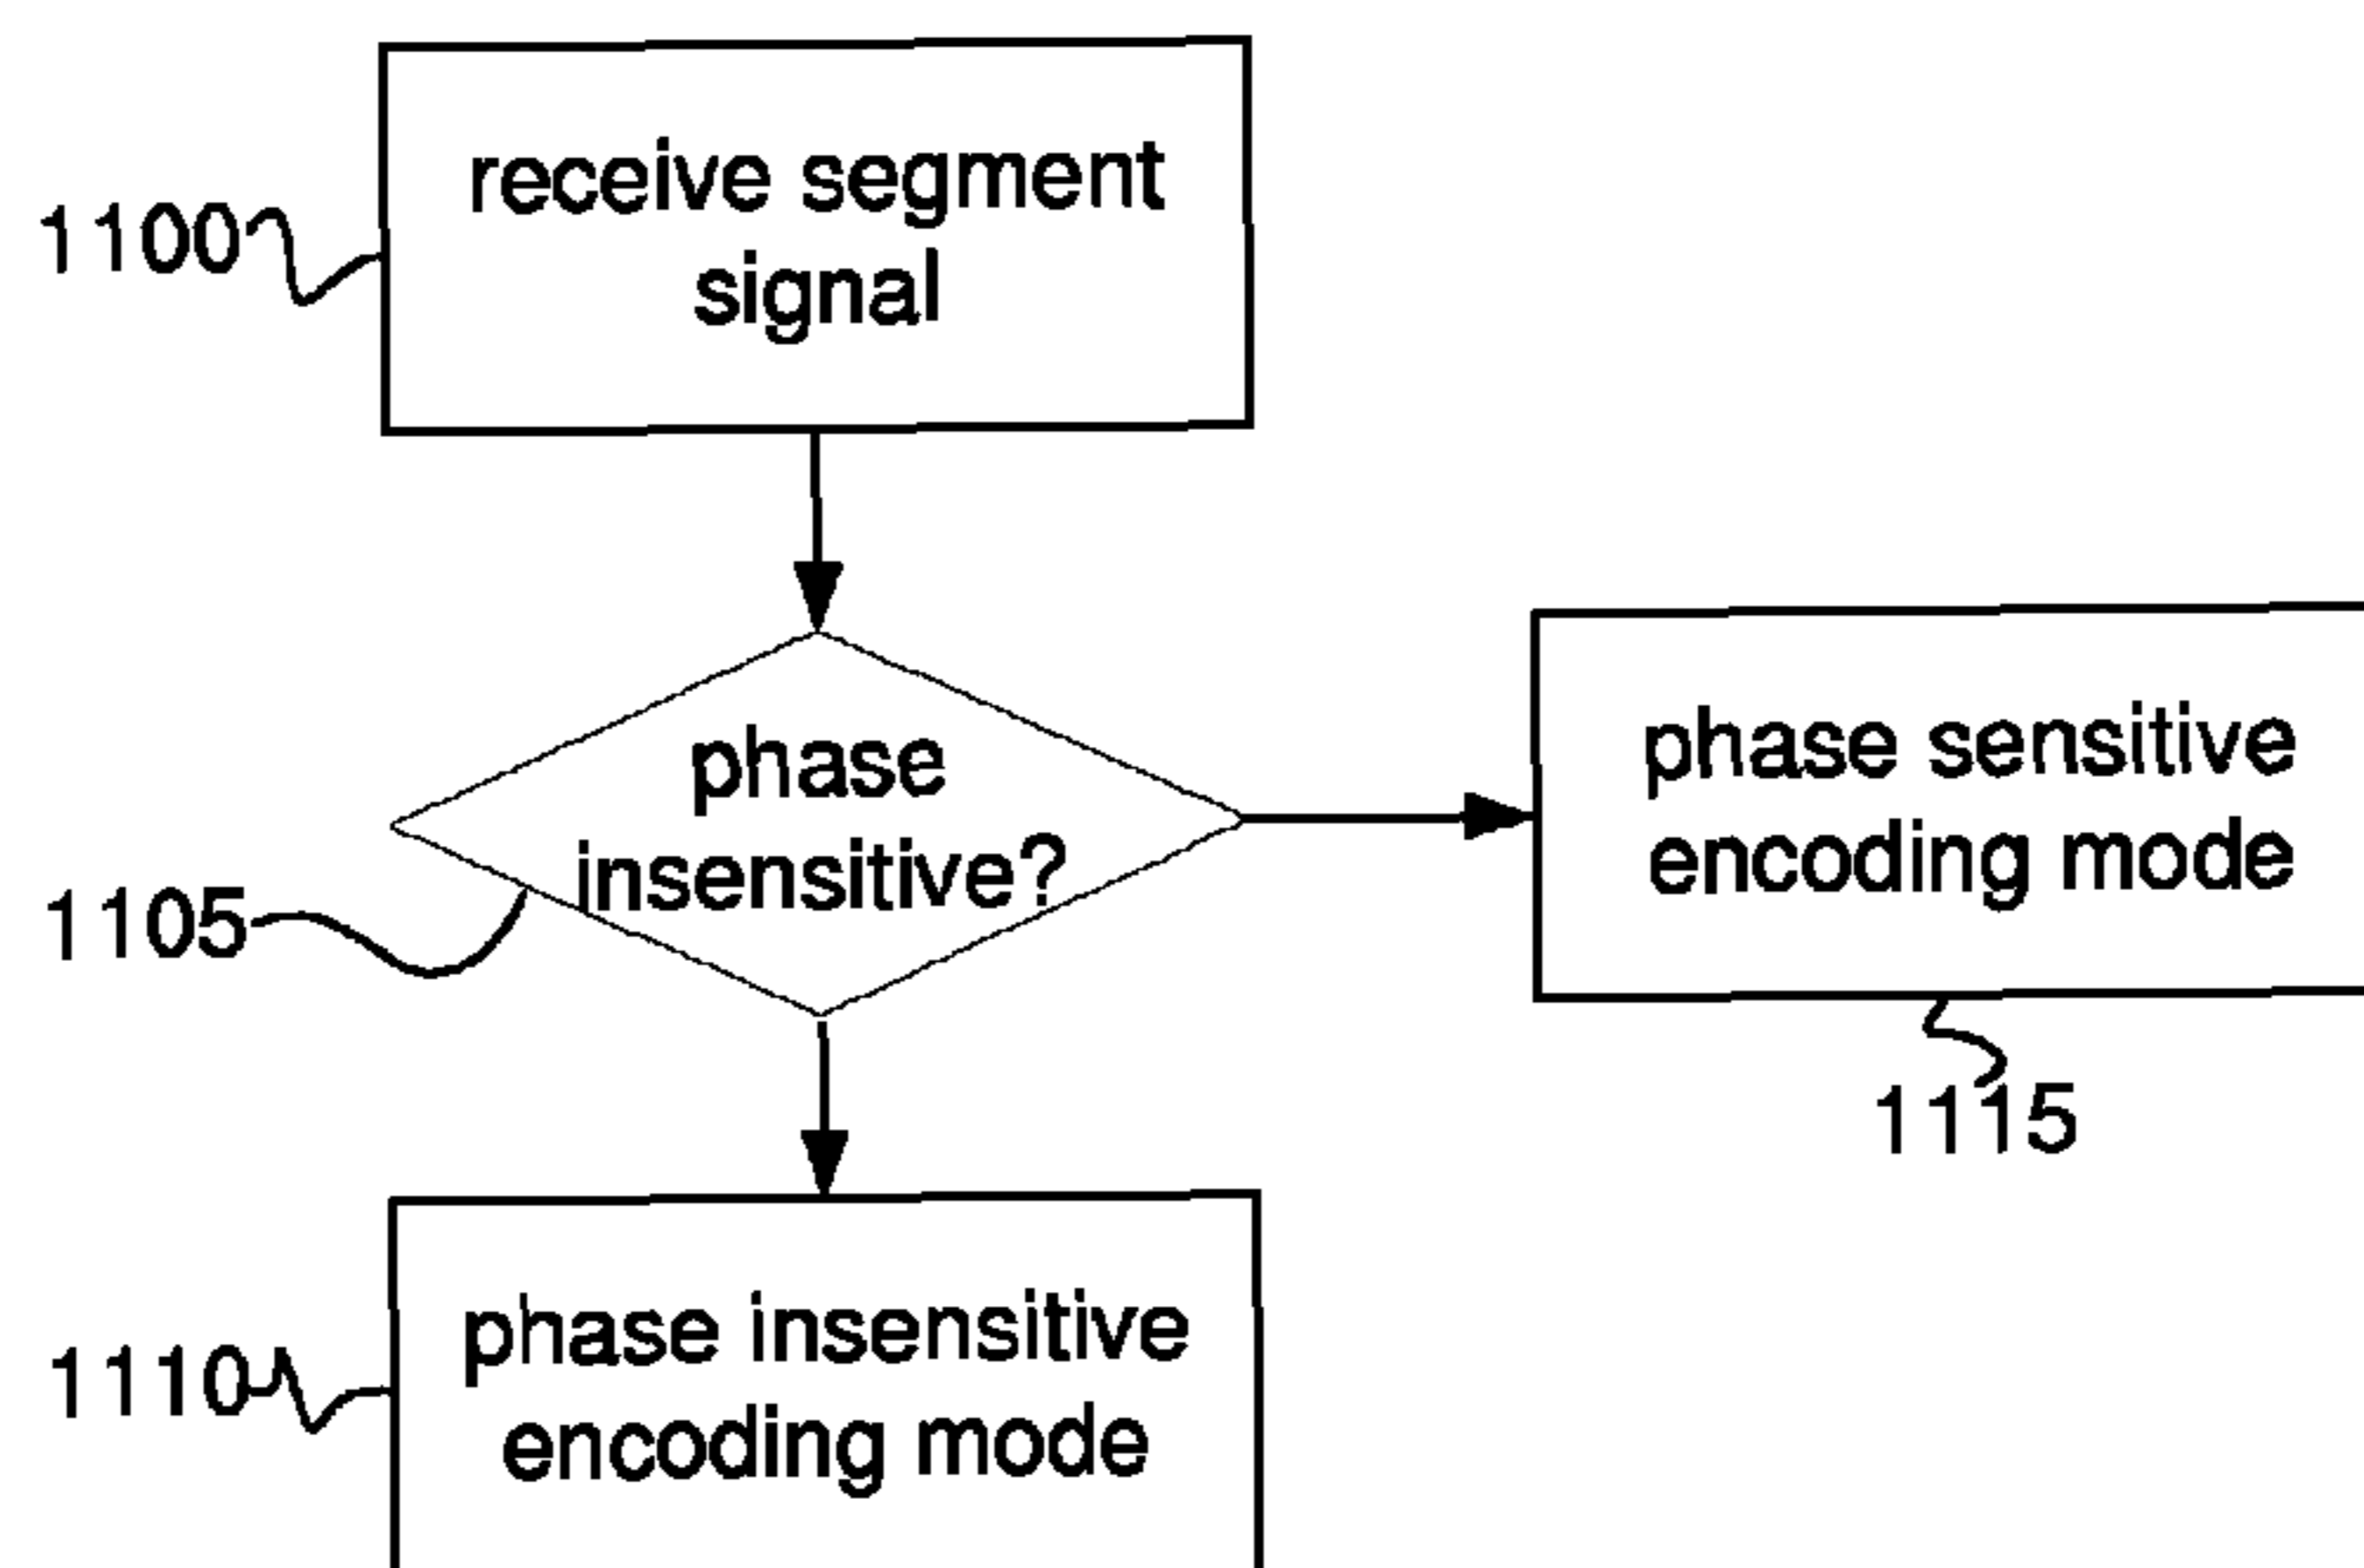 receive segment
signal
1100
phase
insensitive?
1105
phase sensitive
encoding mode
1115
phase insensitive
encoding mode
1110